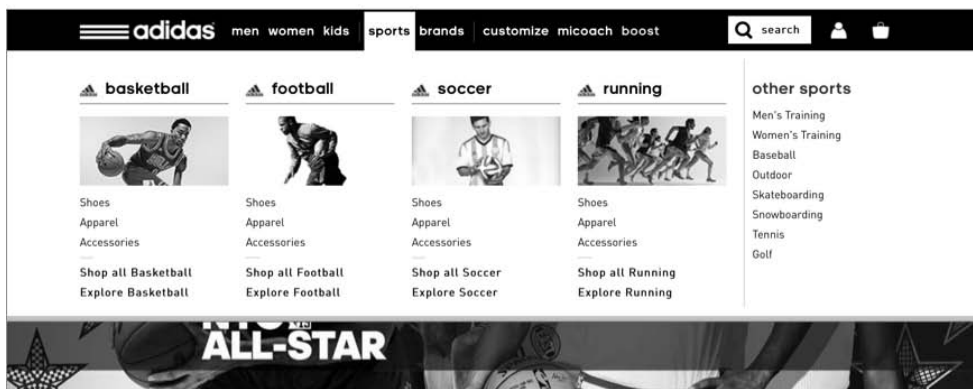 adidas men women kids sports brands customize micoach boost search
basketball
Shoes
Apparel
Accessories
Shop all Basketball
Explore Basketball
football
Shoes
Apparel
Accessories
Shop all Football
Explore Football
soccer
Shoes
Apparel
Accessories
Shop all Soccer
Explore Soccer
running
Shoes
Apparel
Accessories
Shop all Running
Explore Running
other sports
Men's Training
Women's Training
Baseball
Outdoor
Skateboarding
Snowboarding
Tennis
Golf
ALL-STAR